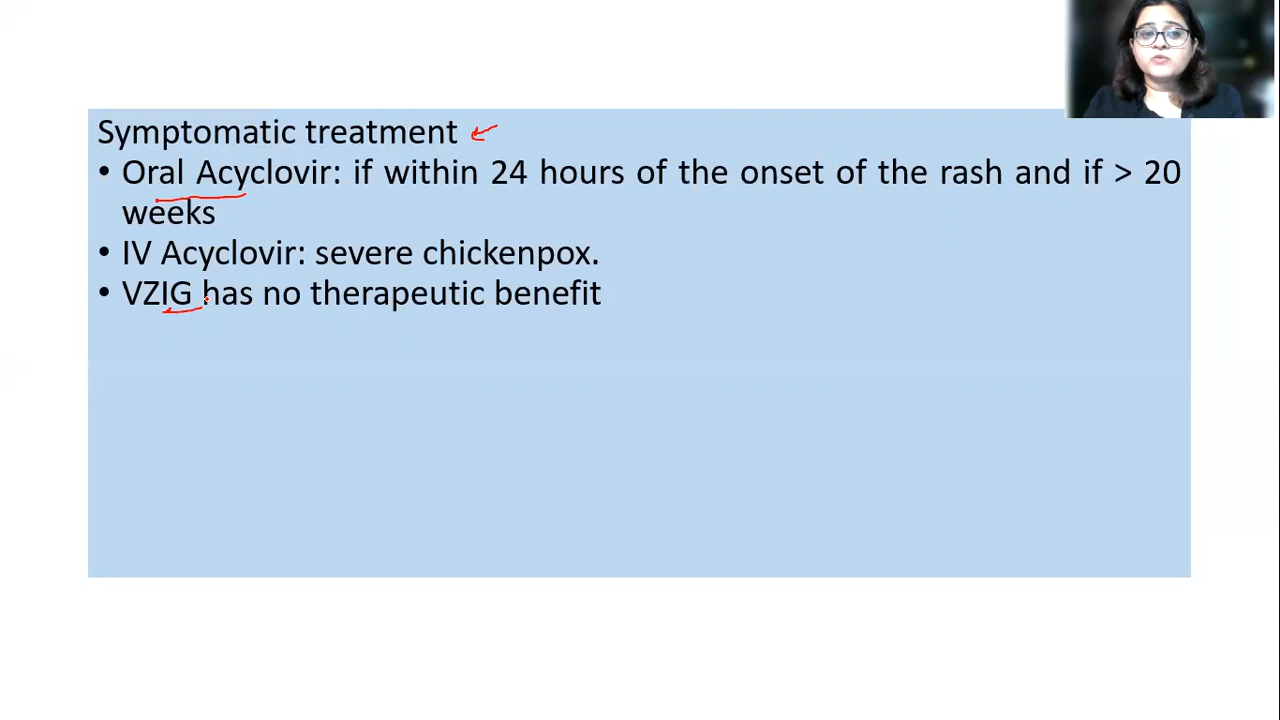 Symptomatic treatment
• Oral Acyclovir: if within 24 hours of the onset of the rash and if > 20
weeks
• IV Acyclovir: severe chickenpox.
• VZIG has no therapeutic benefit